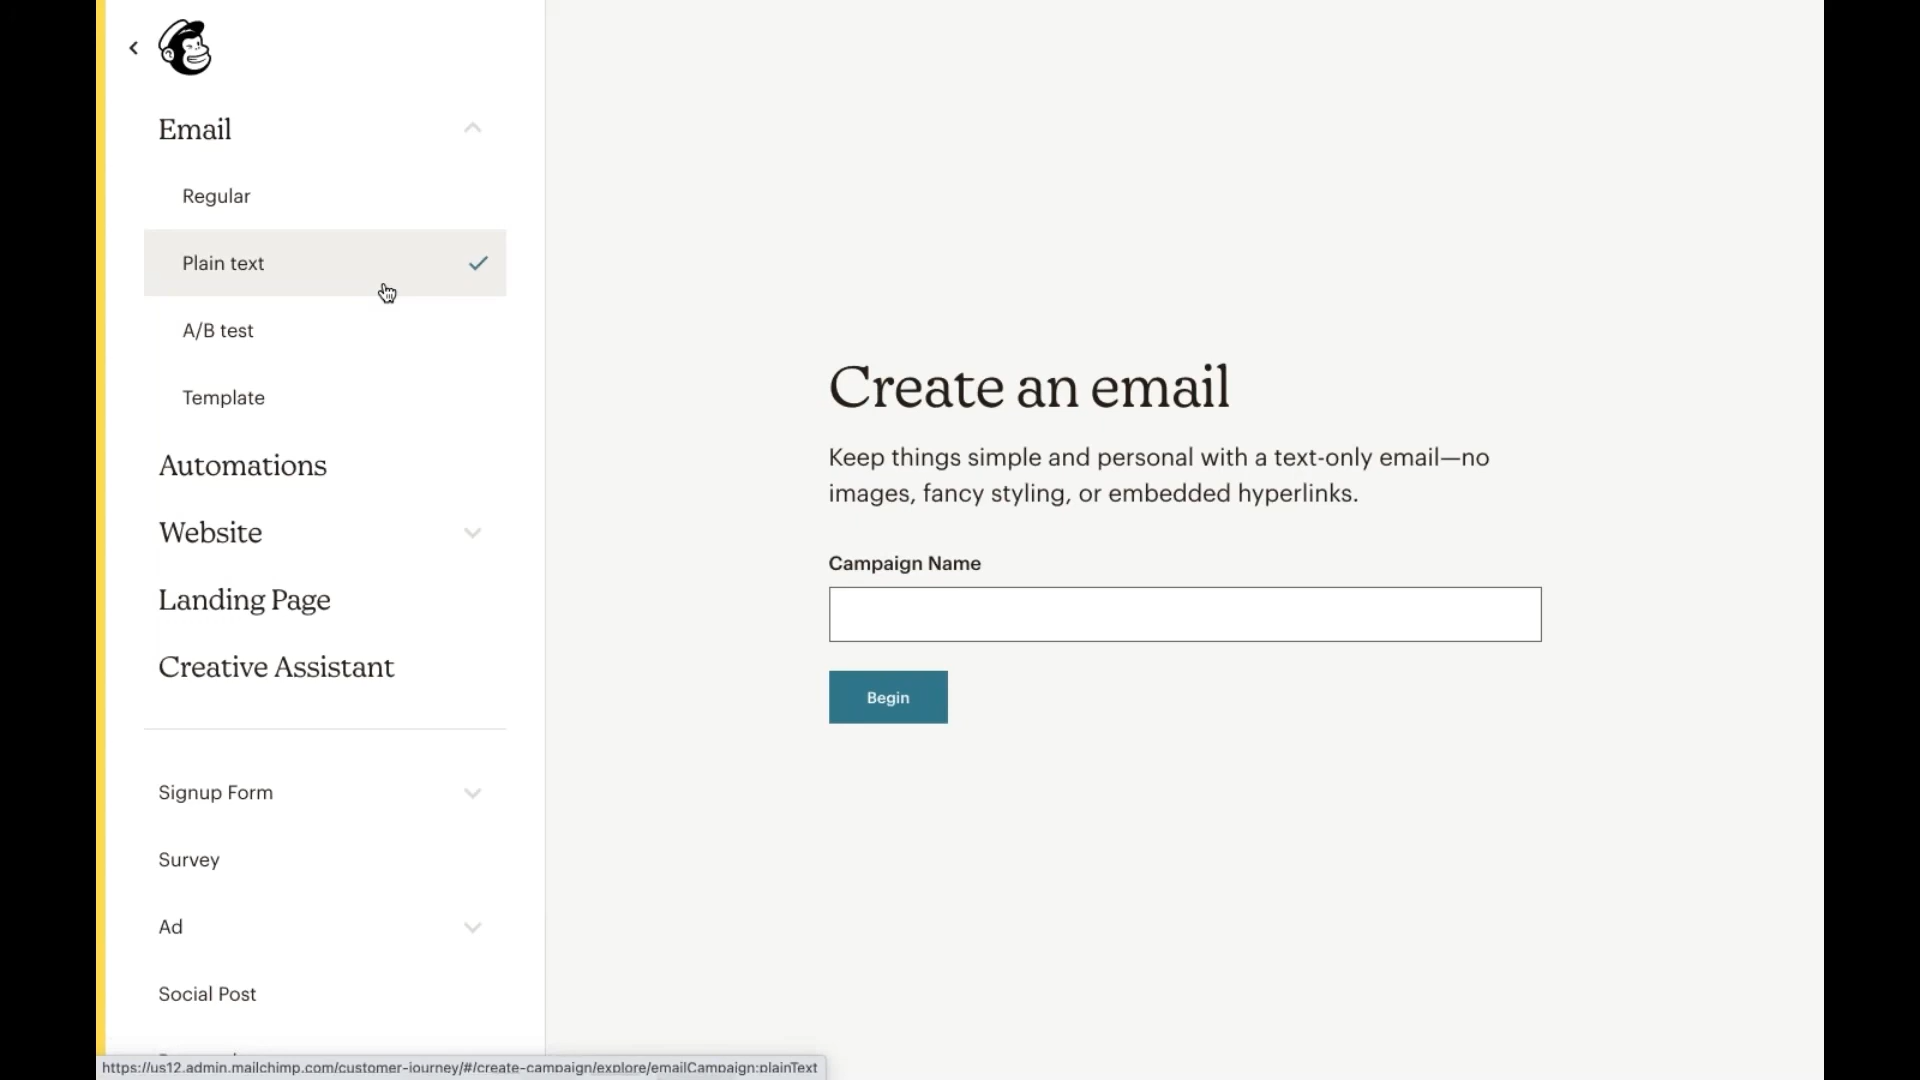 Email
Regular
Plain text
A/B test
Template
Automations
Website
Landing Page
Creative Assistant
Signup Form
Survey
Ad
Social Post
Create an email
Keep things simple and personal with a text-only email—no
images, fancy styling, or embedded hyperlinks.
Campaign Name
Begin
https://us12.admin.mailchimp.com/customer-journey/#/create-campaign/explore/emailCampaign:plainText